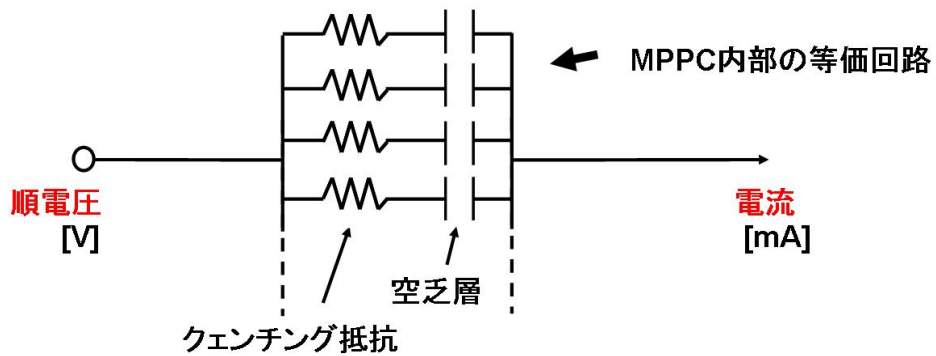 MPPC内部の等価回路
順電圧
[V]
電流
[mA]
空乏層
クェンチング抵抗